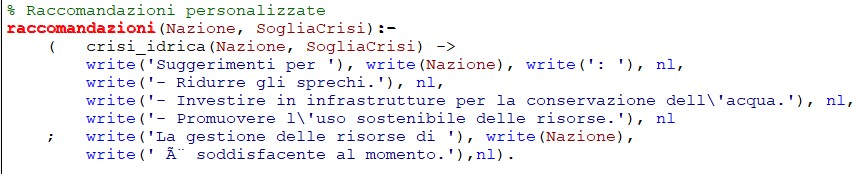 % Raccomandazioni personalizzate
raccomandazioni(Nazione, SogliaCrisi):-
    (   crisi_idrica(Nazione, SogliaCrisi) ->
        write('Suggerimenti per '), write(Nazione), write(': '), nl,
        write('- Ridurre gli sprechi.'), nl,
        write('- Investire in infrastrutture per la conservazione dell\'acqua.'), nl,
        write('- Promuovere l\'uso sostenibile delle risorse.'), nl
    ;   write('La gestione delle risorse di '), write(Nazione),
        write(' Ã¨ soddisfacente al momento.'),nl).